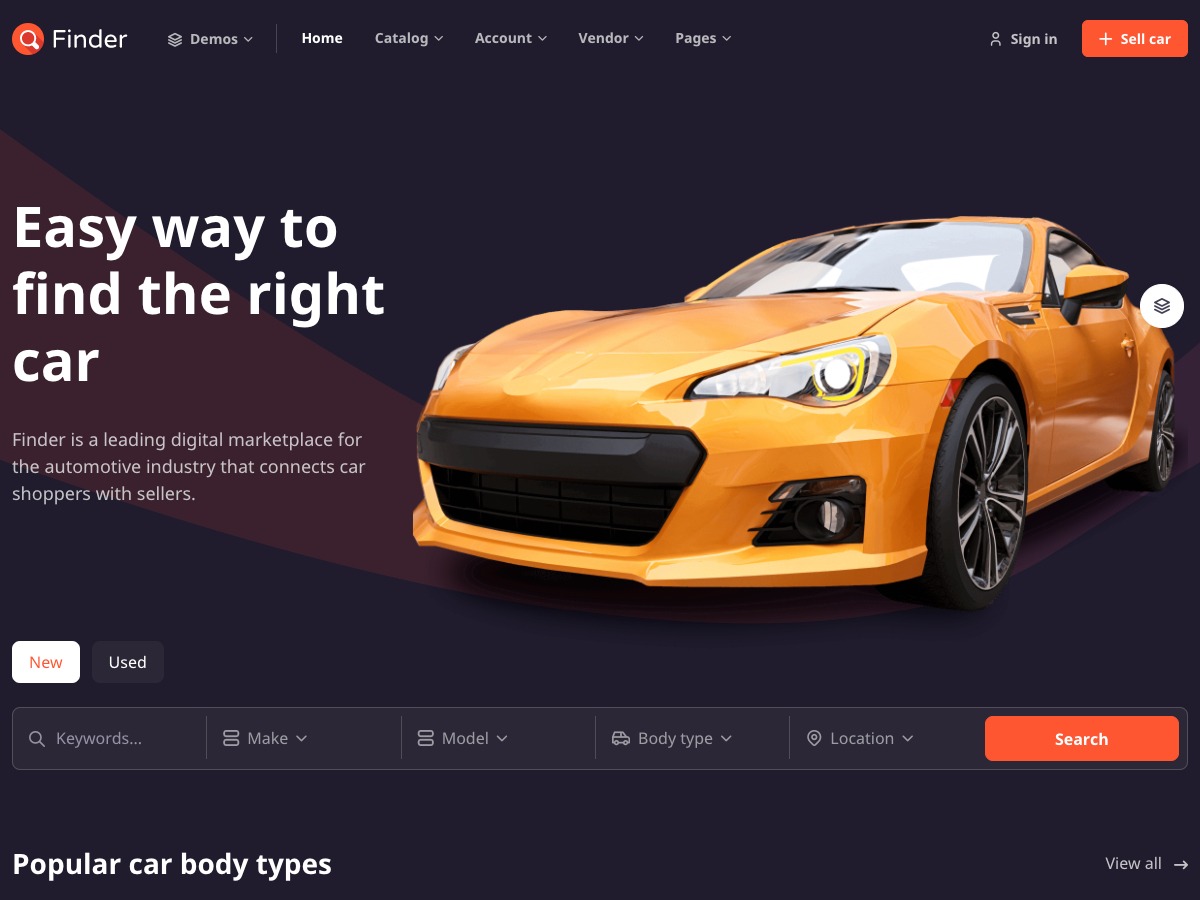 Finder
Demos
Home
Catalog
Account
Vendor
Pages
Sign in
Sell car
Easy way to
find the right
car
Finder is a leading digital marketplace for
the automotive industry that connects car
shoppers with sellers.
New
Used
Keywords...
Make
Model
Body type
Location
Search
Popular car body types
View all